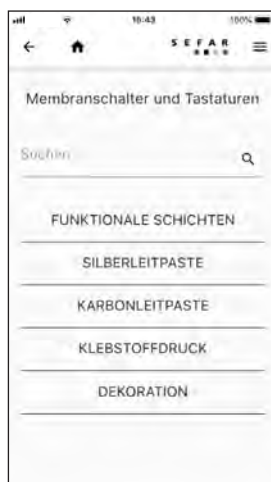 16:43 100%
SEFAR
Membranschalter und Tastaturen
Suchen
FUNKTIONALE SCHICHTEN
SILBERLEITPASTE
KARBONLEITPASTE
KLEBSTOFFDRUCK
DEKORATION